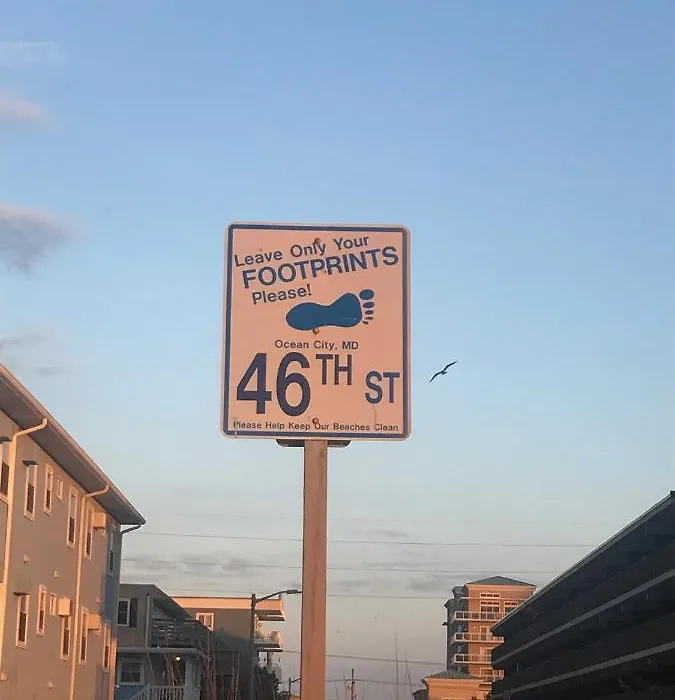 Leave Only Your
FOOTPRINTS
Please!
Ocean City, MD
46TH ST
Please Help Keep Our Beaches Clean